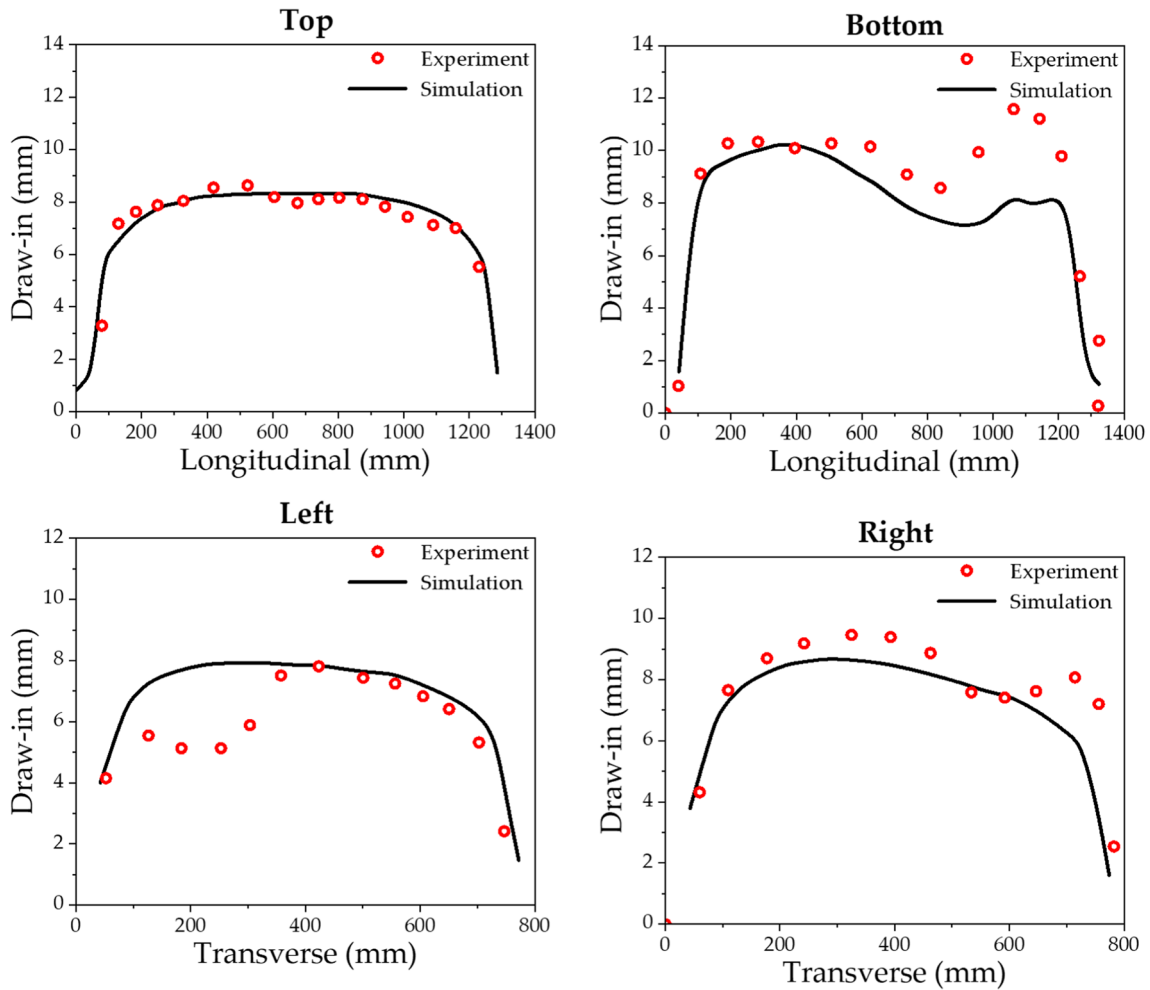 Top
Experiment
Simulation
Draw-in (mm)
14
12
10
8
6
4
2
0
0 200 400 600 800 1000 1200 1400
Longitudinal (mm)
Bottom
Experiment
Simulation
Draw-in (mm)
14
12
10
8
6
4
2
0
0 200 400 600 800 1000 1200 1400
Longitudinal (mm)
Left
Experiment
Simulation
Draw-in (mm)
12
10
8
6
4
2
0
0 200 400 600 800
Transverse (mm)
Right
Experiment
Simulation
Draw-in (mm)
12
10
8
6
4
2
0
0 200 400 600 800
Transverse (mm)